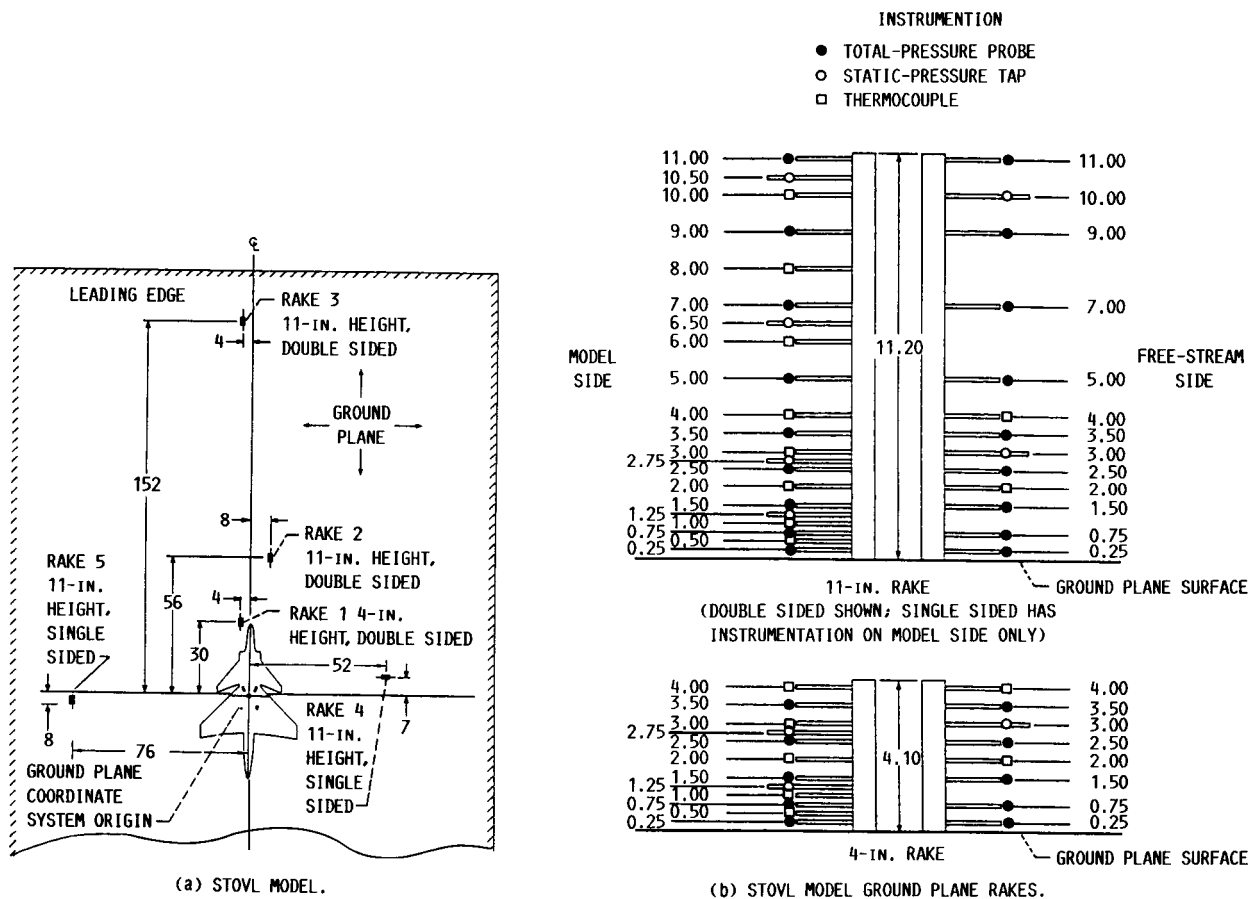 INSTRUMENTION
TOTAL-PRESSURE PROBE
STATIC-PRESSURE TAP
THERMOCOUPLE
℄
LEADING EDGE
RAKE 3
11-IN. HEIGHT,
DOUBLE SIDED
4
GROUND
PLANE
152
8
RAKE 2
11-IN. HEIGHT,
DOUBLE SIDED
RAKE 5
11-IN.
HEIGHT,
SINGLE
SIDED
56
4
RAKE 1 4-IN.
HEIGHT, DOUBLE SIDED
30
52
8
7
76
RAKE 4
11-IN.
HEIGHT,
SINGLE
SIDED
GROUND PLANE
COORDINATE
SYSTEM ORIGIN
(a) STOVL MODEL.
MODEL
SIDE
11.00
10.50
10.00
9.00
8.00
7.00
6.50
6.00
5.00
4.00
3.50
3.00
2.75
2.50
2.00
1.50
1.25
1.00
0.75
0.50
0.25
11.20
11.00
10.00
9.00
7.00
5.00
4.00
3.50
3.00
2.50
2.00
1.50
0.75
0.25
FREE-STREAM
SIDE
GROUND PLANE SURFACE
11-IN. RAKE
(DOUBLE SIDED SHOWN; SINGLE SIDED HAS
INSTRUMENTATION ON MODEL SIDE ONLY)
4.00
3.50
3.00
2.75
2.50
2.00
1.50
1.25
1.00
0.75
0.50
0.25
4.10
4.00
3.50
3.00
2.50
2.00
1.50
0.75
0.25
4-IN. RAKE
GROUND PLANE SURFACE
(b) STOVL MODEL GROUND PLANE RAKES.